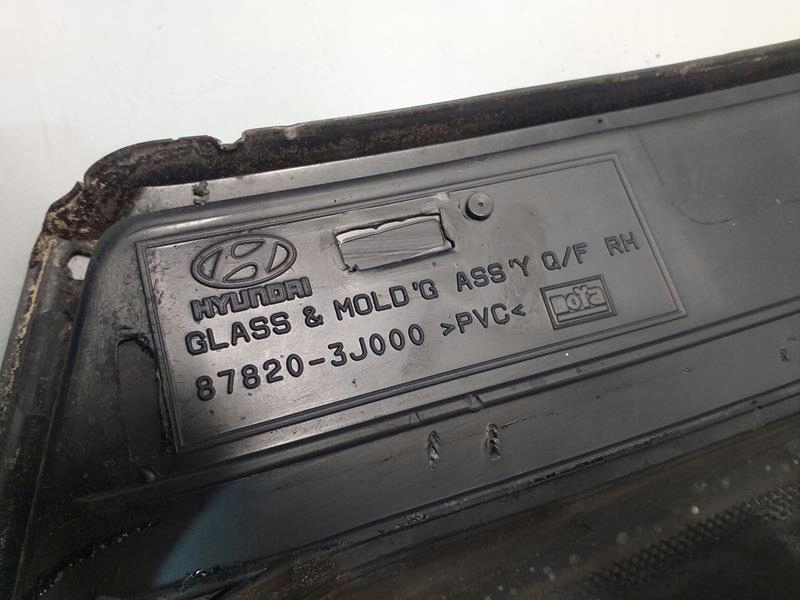 HYUNDAI
GLASS & MOLD'G ASS'Y Q/F RH
87820-3J000 >PVC<